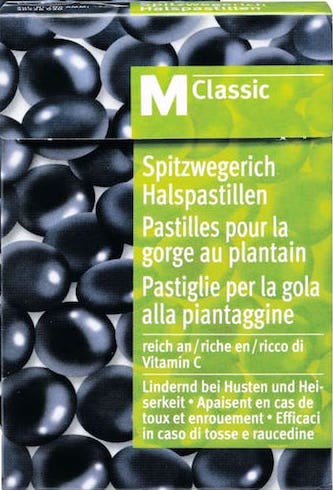 Spitzwegerich
Halspastillen
M Classic
Spitzwegerich
Halspastillen
Pastilles pour la
gorge au plantain
Pastiglie per la gola
alla piantaggine
reich an/riche en/ricco di
Vitamin C
Lindernd bei Husten und Hei-
serkeit • Apaisent en cas de
toux et enrouement • Efficaci
in caso di tosse e raucedine